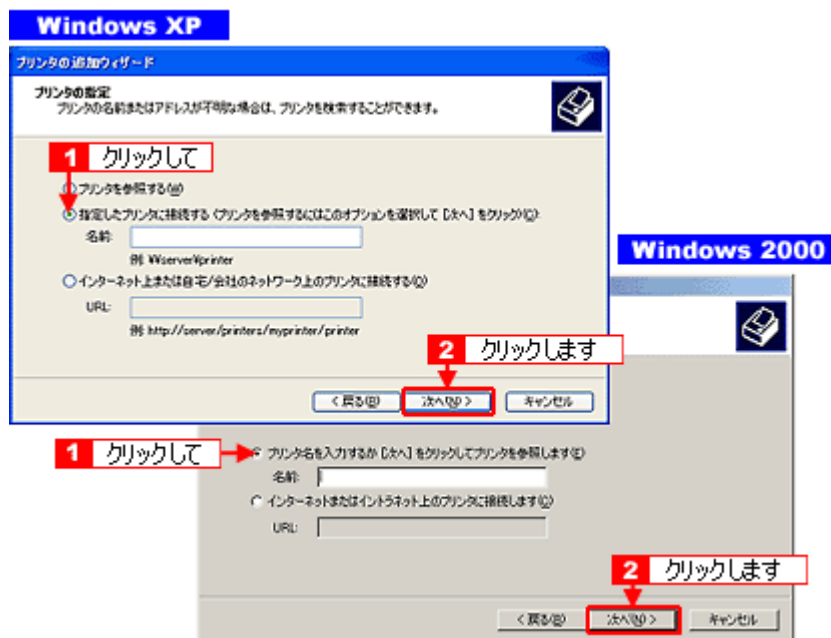 Windows XP
プリンタの追加ウィザード
プリンタの指定
プリンタの名前またはアドレスが不明な場合は、プリンタを検索することができます。
1 クリックして
プリンタを参照する(W)
指定したプリンタに接続する (プリンタを参照するにはこのオプションを選択して [次へ] をクリック)(C):
名前:
例: ¥¥server¥printer
インターネット上または自宅/会社のネットワーク上のプリンタに接続する(O):
URL:
例: http://server/printers/myprinter/printer
2 クリックします
< 戻る(B)
次へ(N) >
キャンセル
Windows 2000
1 クリックして
プリンタ名を入力するか [次へ] をクリックしてプリンタを参照します(E)
名前:
インターネットまたはイントラネット上のプリンタに接続します(C)
URL:
2 クリックします
< 戻る(B)
次へ(N) >
キャンセル